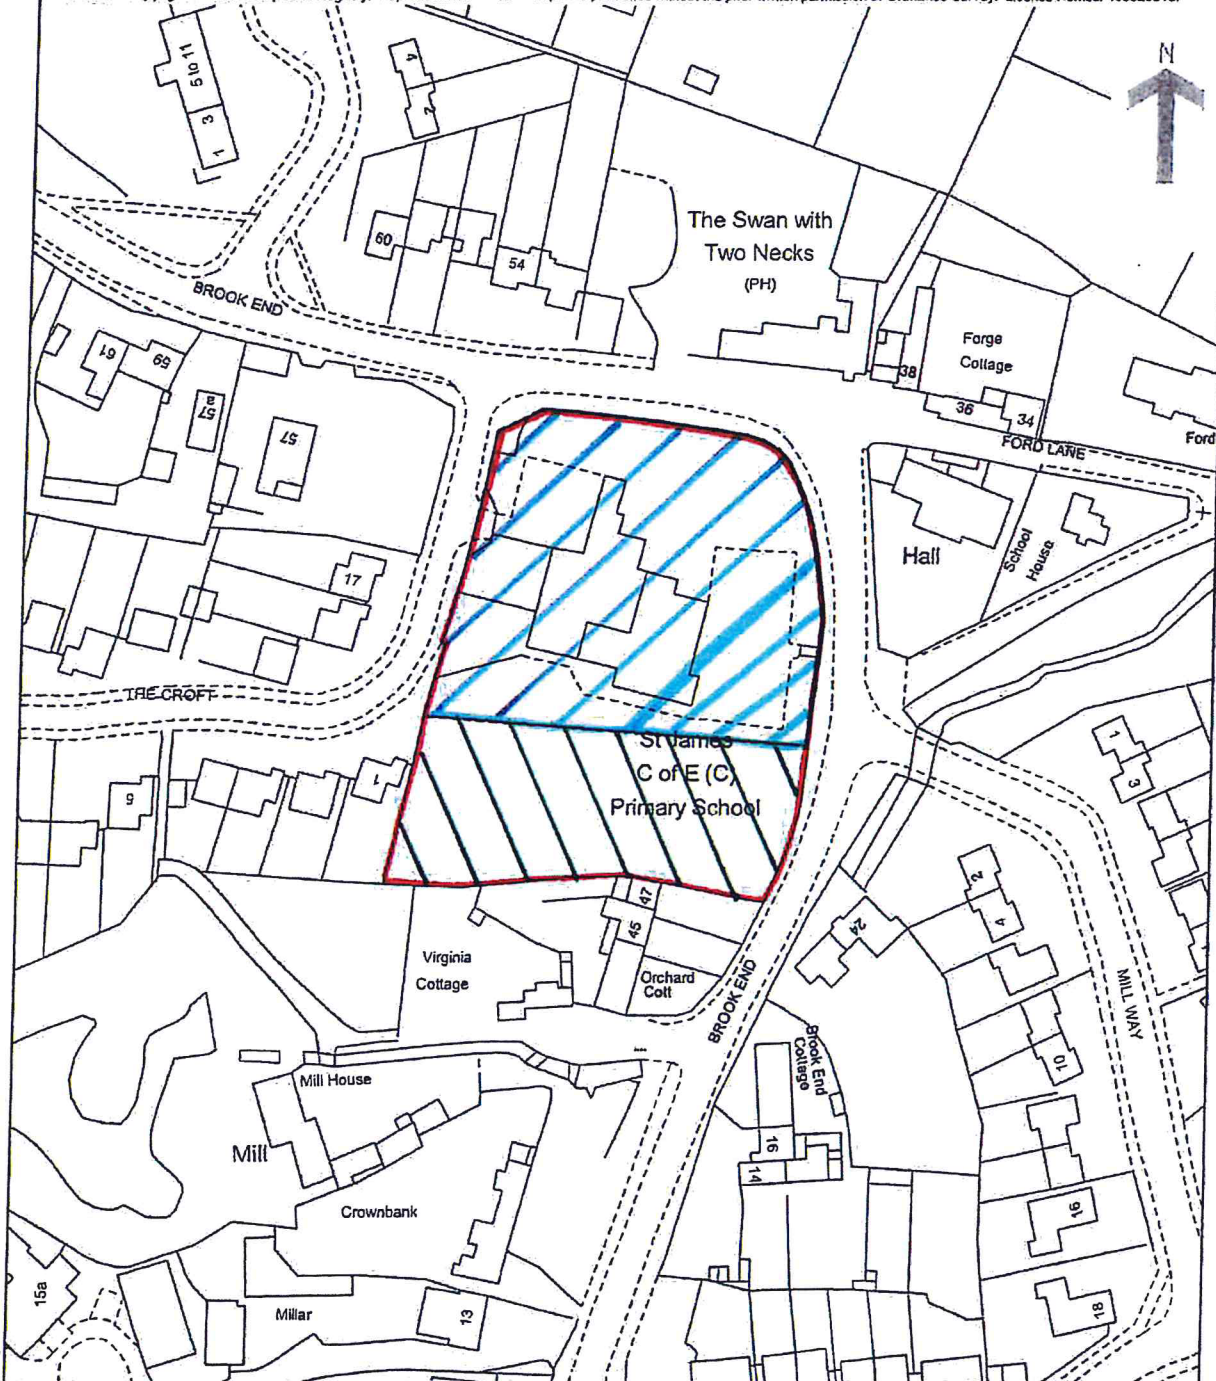 N
5 to 11
3
1
4
2
The Swan with
Two Necks
(PH)
60
54
BROOK END
Forge
Cottage
38
36
34
61
59
57
a
57
FORD LANE
Ford
Hall
School
House
17
THE CROFT
St James
C of E (C)
Primary School
1
3
1
9
47
45
2
4
24
Virginia
Cottage
Orchard
Cott
BROOK END
MILL WAY
Brook End
Cottage
10
Mill House
Mill
16
14
Crownbank
16
15a
Millar
13
18